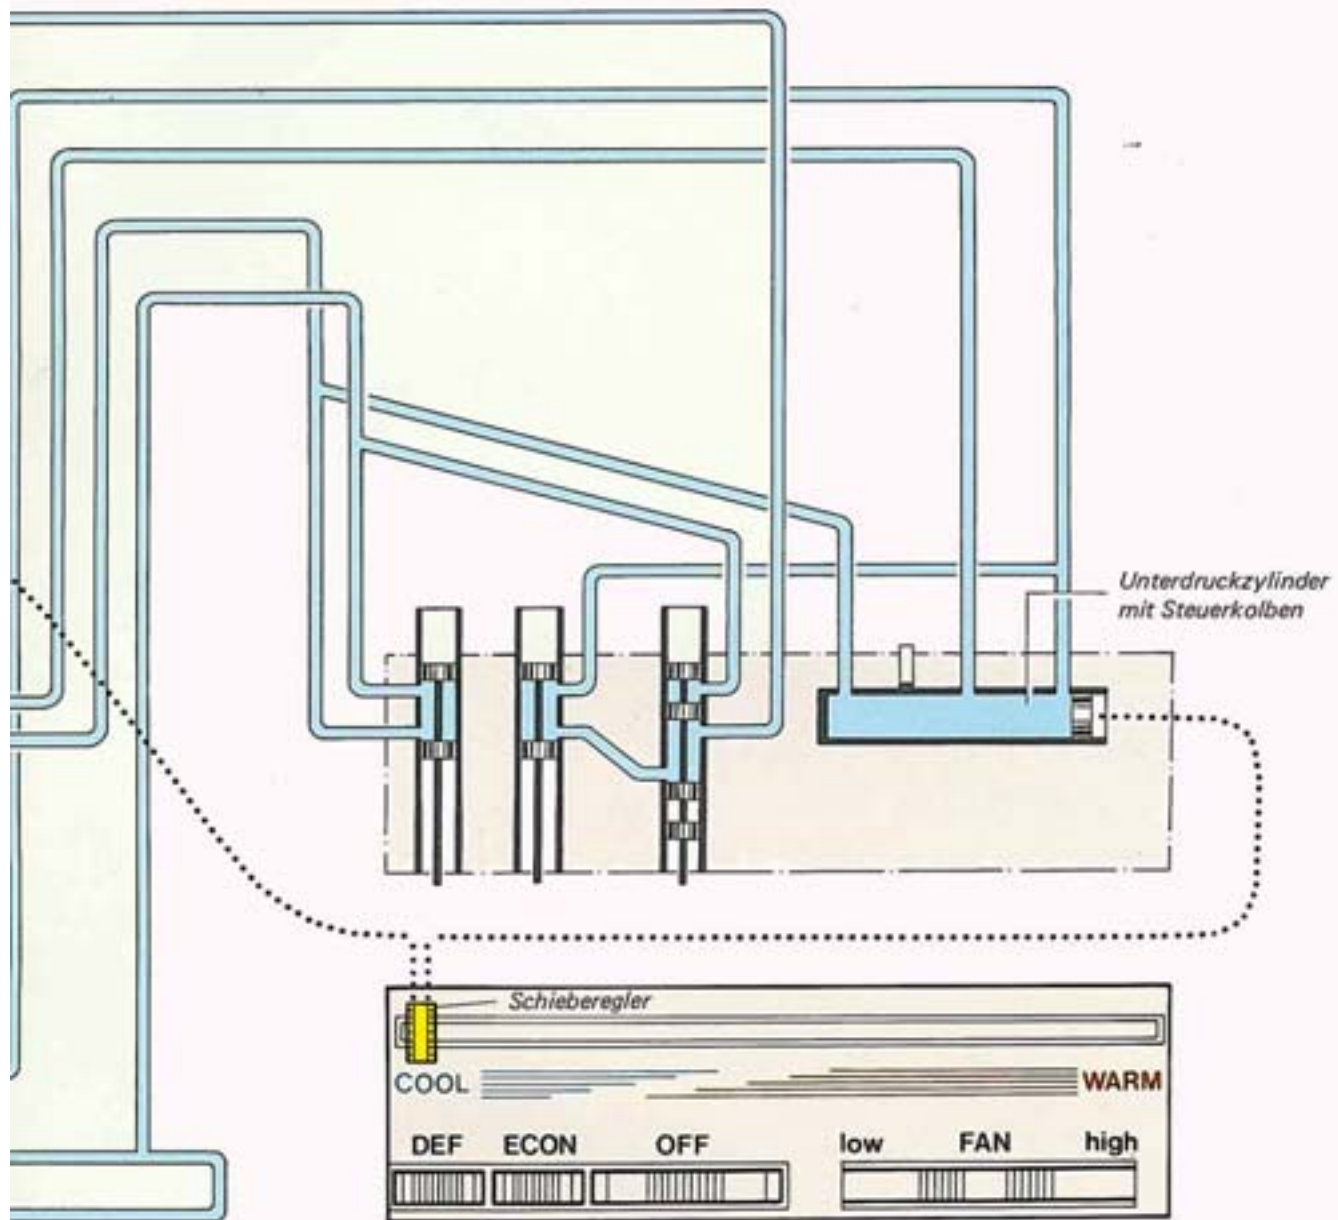 Unterdruckzylinder
mit Steuerkolben
Schieberegler
COOL
WARM
DEF
ECON
OFF
low
FAN
high